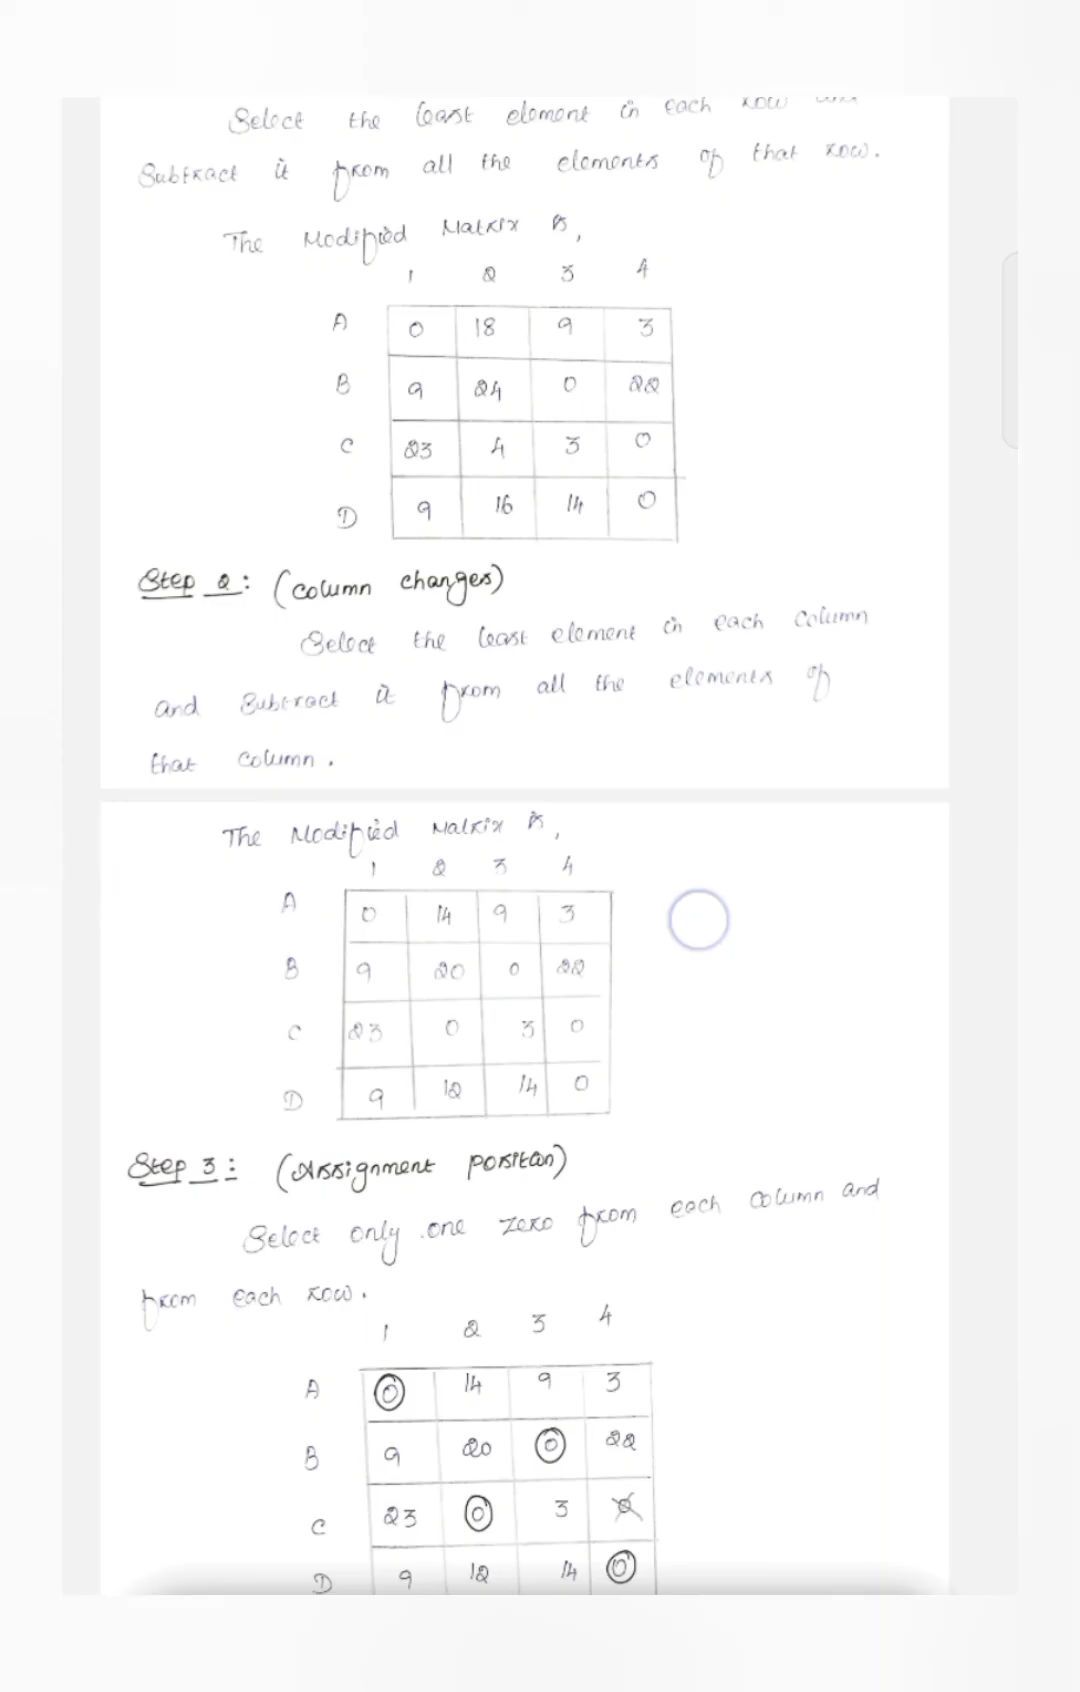 Select the least element in each row and
Subtract it from all the elements of that row.
The Modified Matrix is,
1 2 3 4
A 0 18 9 3
B 9 24 0 22
C 23 4 3 0
D 9 16 14 0
Step 2: (column changes)
Select the least element in each column
and Subtract it from all the elements of
that column.
The Modified Matrix is,
1 2 3 4
A 0 14 9 3
B 9 20 0 22
C 23 0 3 0
D 9 12 14 0
Step 3: (Assignment Position)
Select only one zero from each column and
from each row.
1 2 3 4
A 0 14 9 3
B 9 20 0 22
C 23 0 3 0
D 9 12 14 0